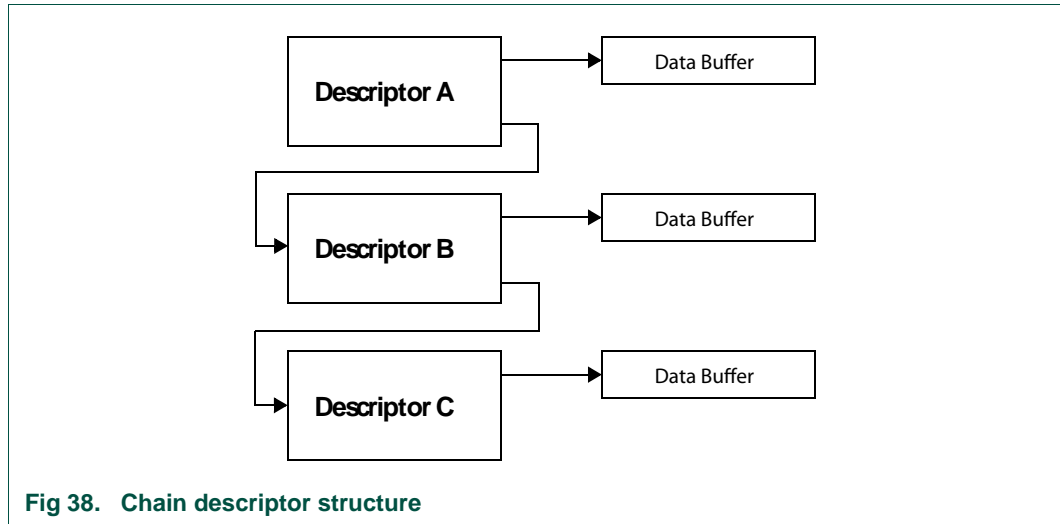 Descriptor A
Data Buffer
Descriptor B
Data Buffer
Descriptor C
Data Buffer
Fig 38. Chain descriptor structure